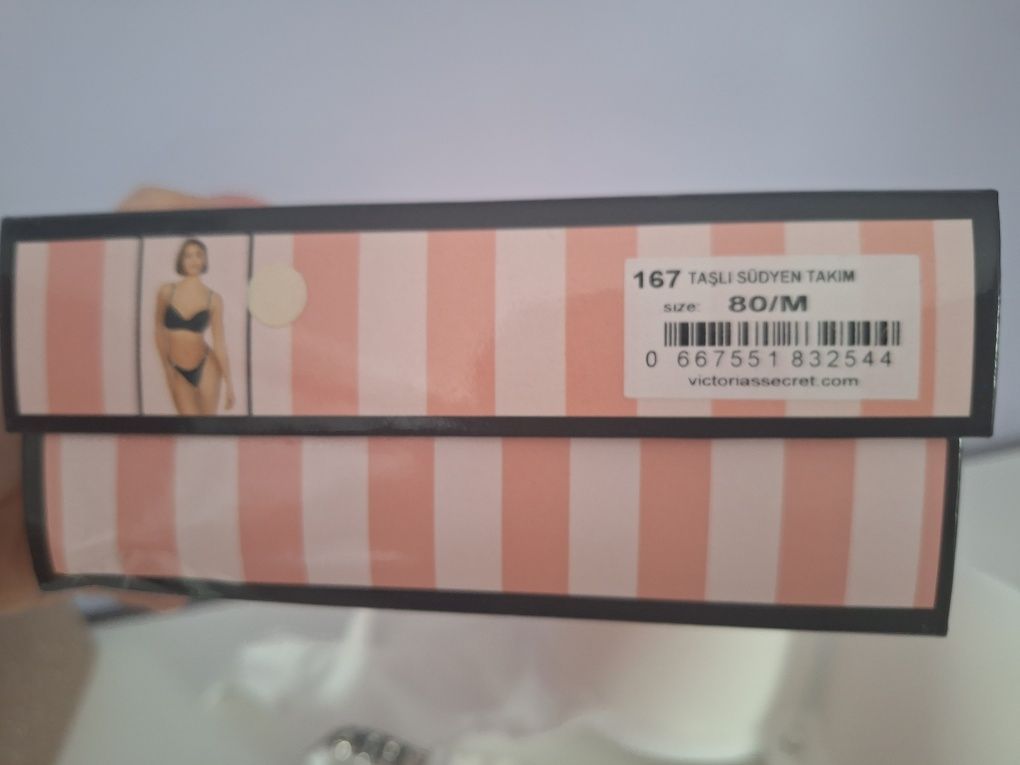 167 TAŞLI SÜDYEN TAKIM
size: 80/M
0 667551 832544
victoriassecret.com